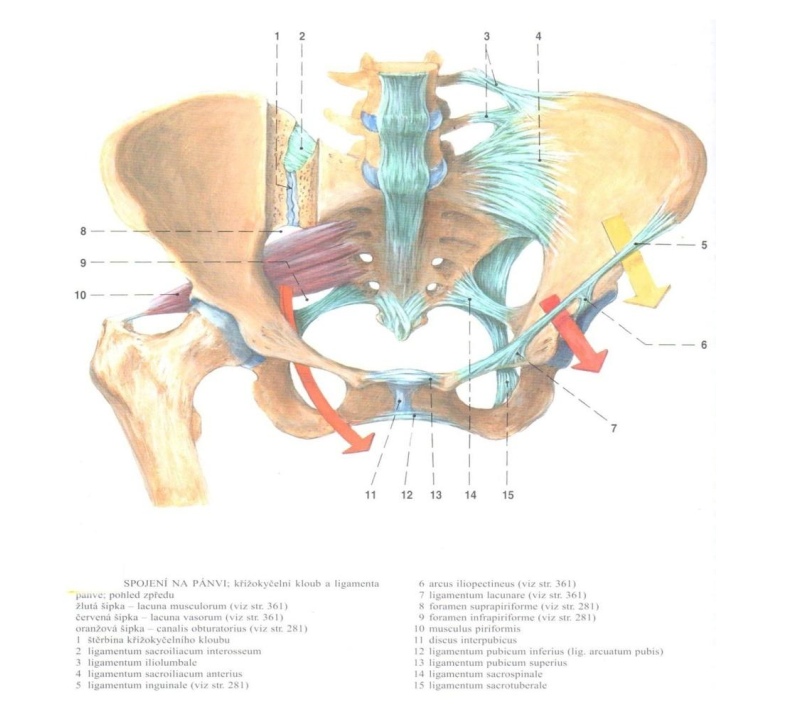 1 2 3 4
8
9
10
5
6
7
11 12 13 14 15
SPOJENÍ NA PÁNVI; křížokyčelní kloub a ligamenta
pánve; pohled zpředu
žlutá šipka – lacuna musculorum (viz str. 361)
červená šipka – lacuna vasorum (viz str. 361)
oranžová šipka – canalis obturatorius (viz str. 281)
1 štěrbina křížokyčelního kloubu
2 ligamentum sacroiliacum interosseum
3 ligamentum iliolumbale
4 ligamentum sacroiliacum anterius
5 ligamentum inguinale (viz str. 281)
6 arcus iliopectineus (viz str. 361)
7 ligamentum lacunare (viz str. 361)
8 foramen suprapiriforme (viz str. 281)
9 foramen infrapiriforme (viz str. 281)
10 musculus piriformis
11 discus interpubicus
12 ligamentum pubicum inferius (lig. arcuatum pubis)
13 ligamentum pubicum superius
14 ligamentum sacrospinale
15 ligamentum sacrotuberale